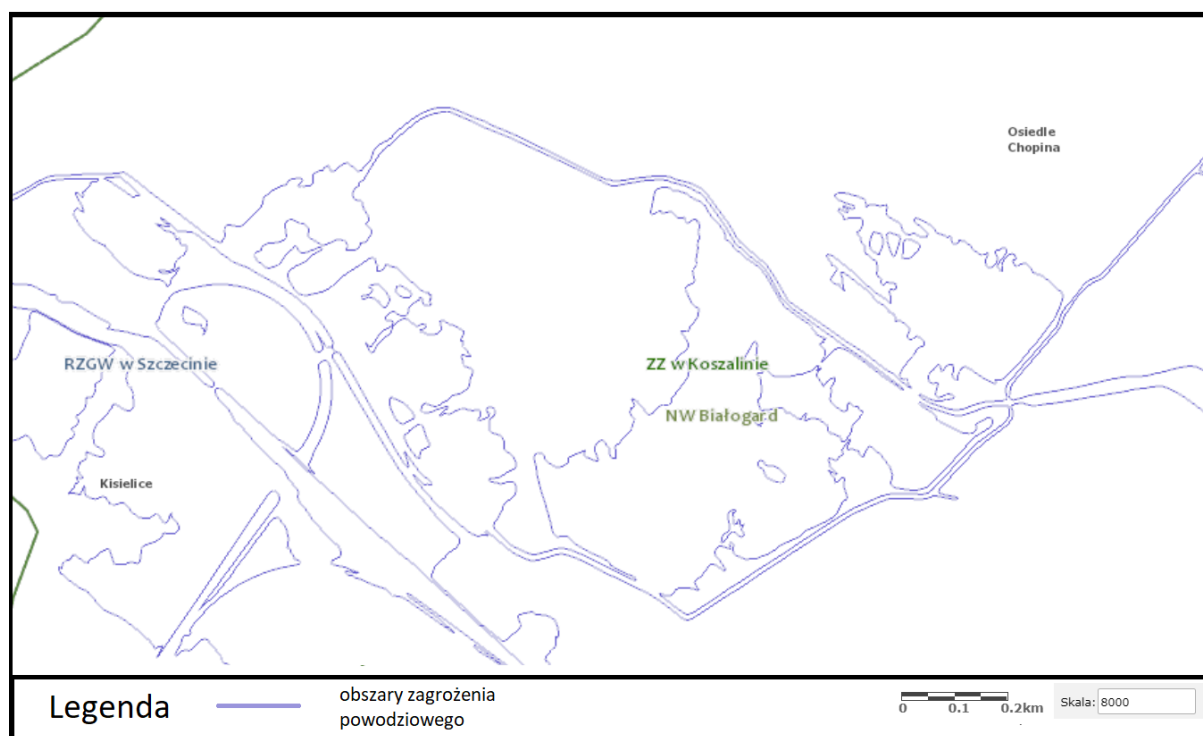 Osiedle
Chopina
RZGW w Szczecinie
ZZ w Koszalinie
NW Białogard
Kisielice
Legenda
obszary zagrożenia
powodziowego
0 0.1 0.2km
Skala: 8000